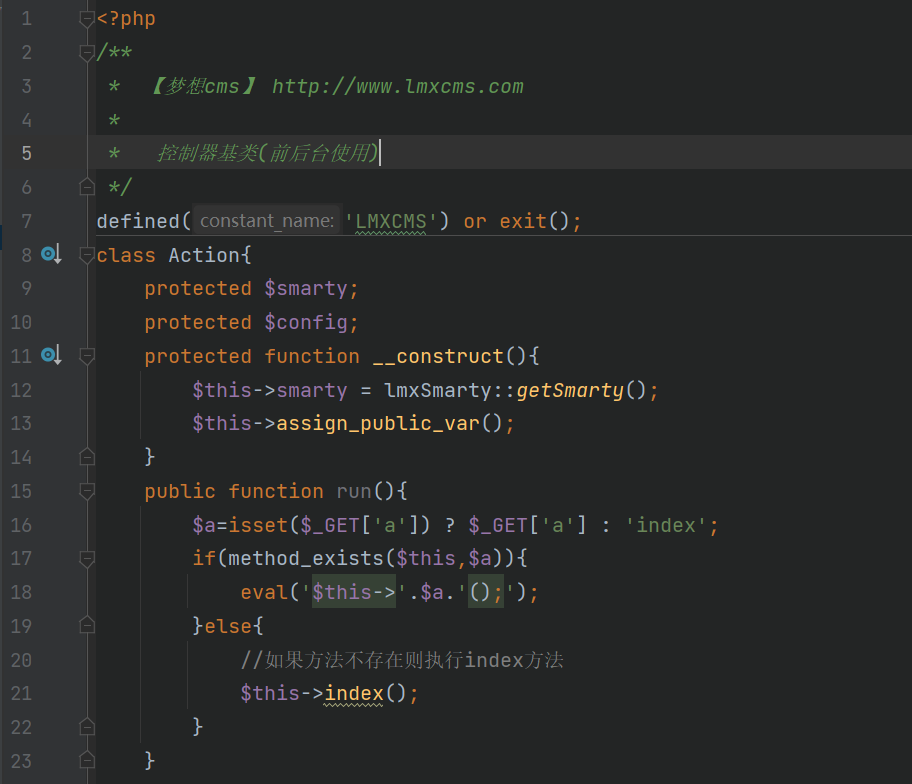 1 <?php
2 /**
3  *  【梦想cms】 http://www.lmxcms.com
4  *
5  *   控制器基类(前后台使用)
6  */
7 defined( constant_name: 'LMXCMS') or exit();
8 class Action{
9     protected $smarty;
10     protected $config;
11     protected function __construct(){
12         $this->smarty = lmxSmarty::getSmarty();
13         $this->assign_public_var();
14     }
15     public function run(){
16         $a=isset($_GET['a']) ? $_GET['a'] : 'index';
17         if(method_exists($this,$a)){
18             eval('$this->'.$a.'();');
19         }else{
20             //如果方法不存在则执行index方法
21             $this->index();
22         }
23     }